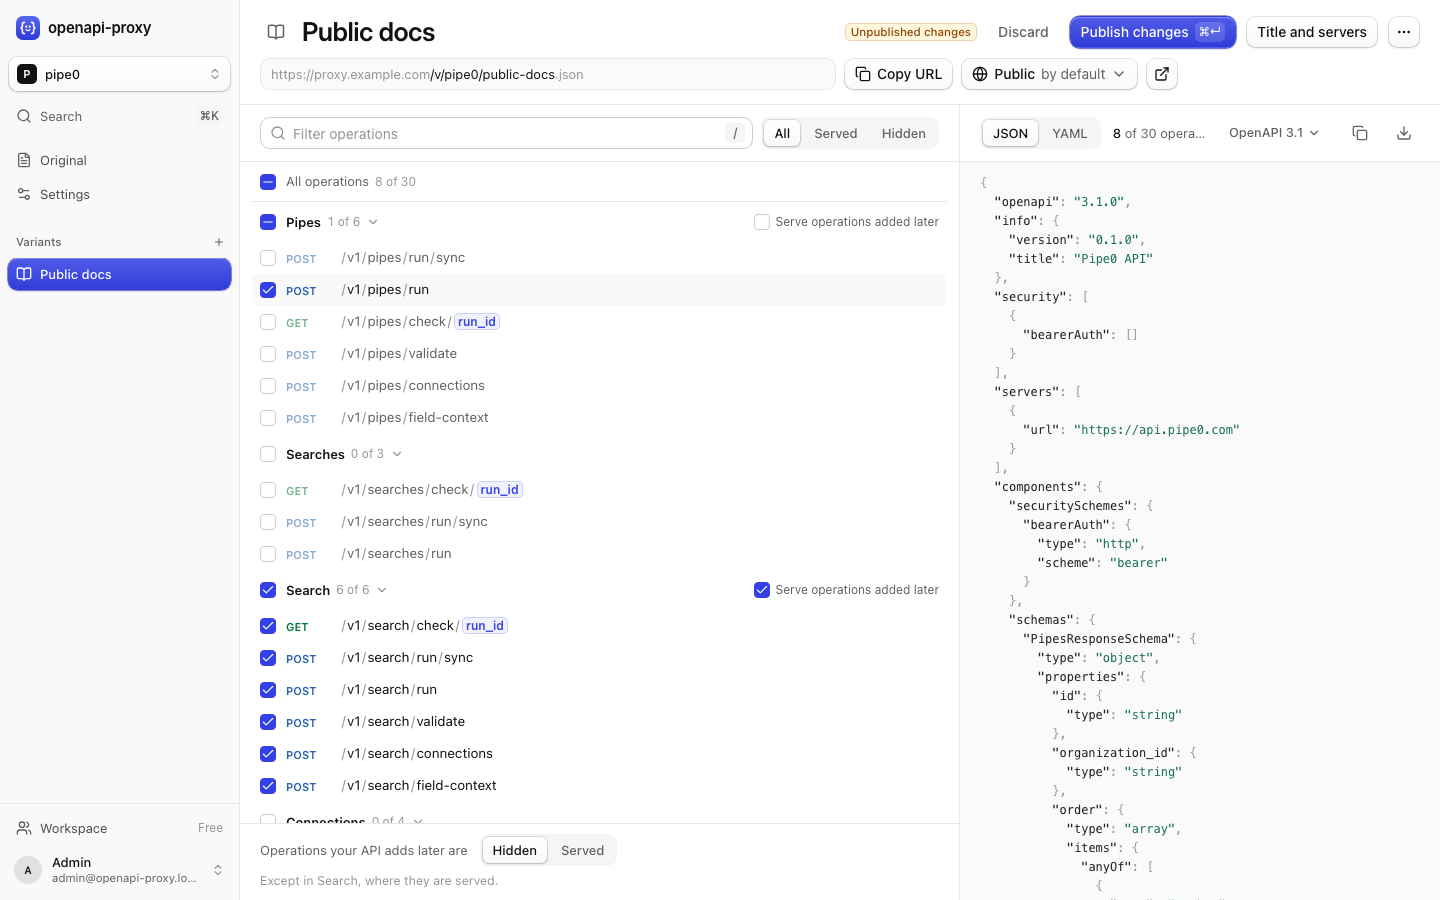 openapi-proxy
P pipe0
Search ⌘K
Original
Settings
Variants +
Public docs
Workspace Free
A Admin
admin@openapi-proxy.lo...
Public docs
Unpublished changes
Discard
Publish changes ⌘↵
Title and servers
https://proxy.example.com/v/pipe0/public-docs.json
Copy URL
Public by default
Filter operations /
All Served Hidden
All operations 8 of 30
Pipes 1 of 6
Serve operations added later
POST /v1/pipes/run/sync
POST /v1/pipes/run
GET /v1/pipes/check/run_id
POST /v1/pipes/validate
POST /v1/pipes/connections
POST /v1/pipes/field-context
Searches 0 of 3
GET /v1/searches/check/run_id
POST /v1/searches/run/sync
POST /v1/searches/run
Search 6 of 6
Serve operations added later
GET /v1/search/check/run_id
POST /v1/search/run/sync
POST /v1/search/run
POST /v1/search/validate
POST /v1/search/connections
POST /v1/search/field-context
Connections 0 of 4
Operations your API adds later are
Hidden Served
Except in Search, where they are served.
JSON YAML
8 of 30 opera...
OpenAPI 3.1
{
"openapi": "3.1.0",
"info": {
"version": "0.1.0",
"title": "Pipe0 API"
},
"security": [
{
"bearerAuth": []
}
],
"servers": [
{
"url": "https://api.pipe0.com"
}
],
"components": {
"securitySchemes": {
"bearerAuth": {
"type": "http",
"scheme": "bearer"
}
},
"schemas": {
"PipesResponseSchema": {
"type": "object",
"properties": {
"id": {
"type": "string"
},
"organization_id": {
"type": "string"
},
"order": {
"type": "array",
"items": {
"anyOf": [
{